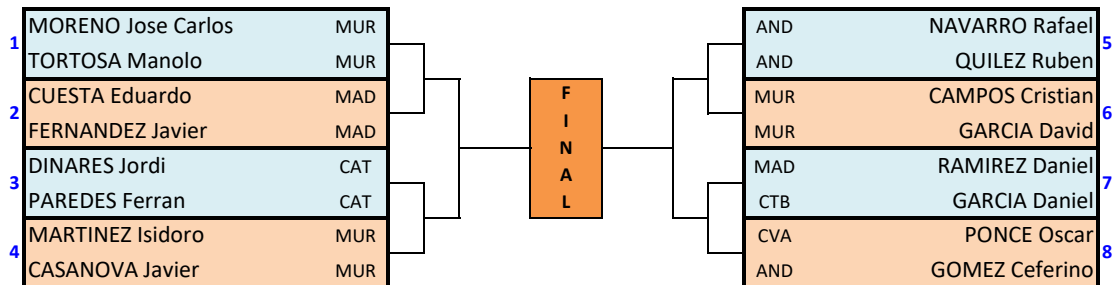 1
MORENO Jose Carlos MUR
TORTOSA Manolo MUR
2
CUESTA Eduardo MAD
FERNANDEZ Javier MAD
3
DINARES Jordi CAT
PAREDES Ferran CAT
4
MARTINEZ Isidoro MUR
CASANOVA Javier MUR
F
I
N
A
L
AND NAVARRO Rafael
AND QUILEZ Ruben
5
MUR CAMPOS Cristian
MUR GARCIA David
6
MAD RAMIREZ Daniel
CTB GARCIA Daniel
7
CVA PONCE Oscar
AND GOMEZ Ceferino
8